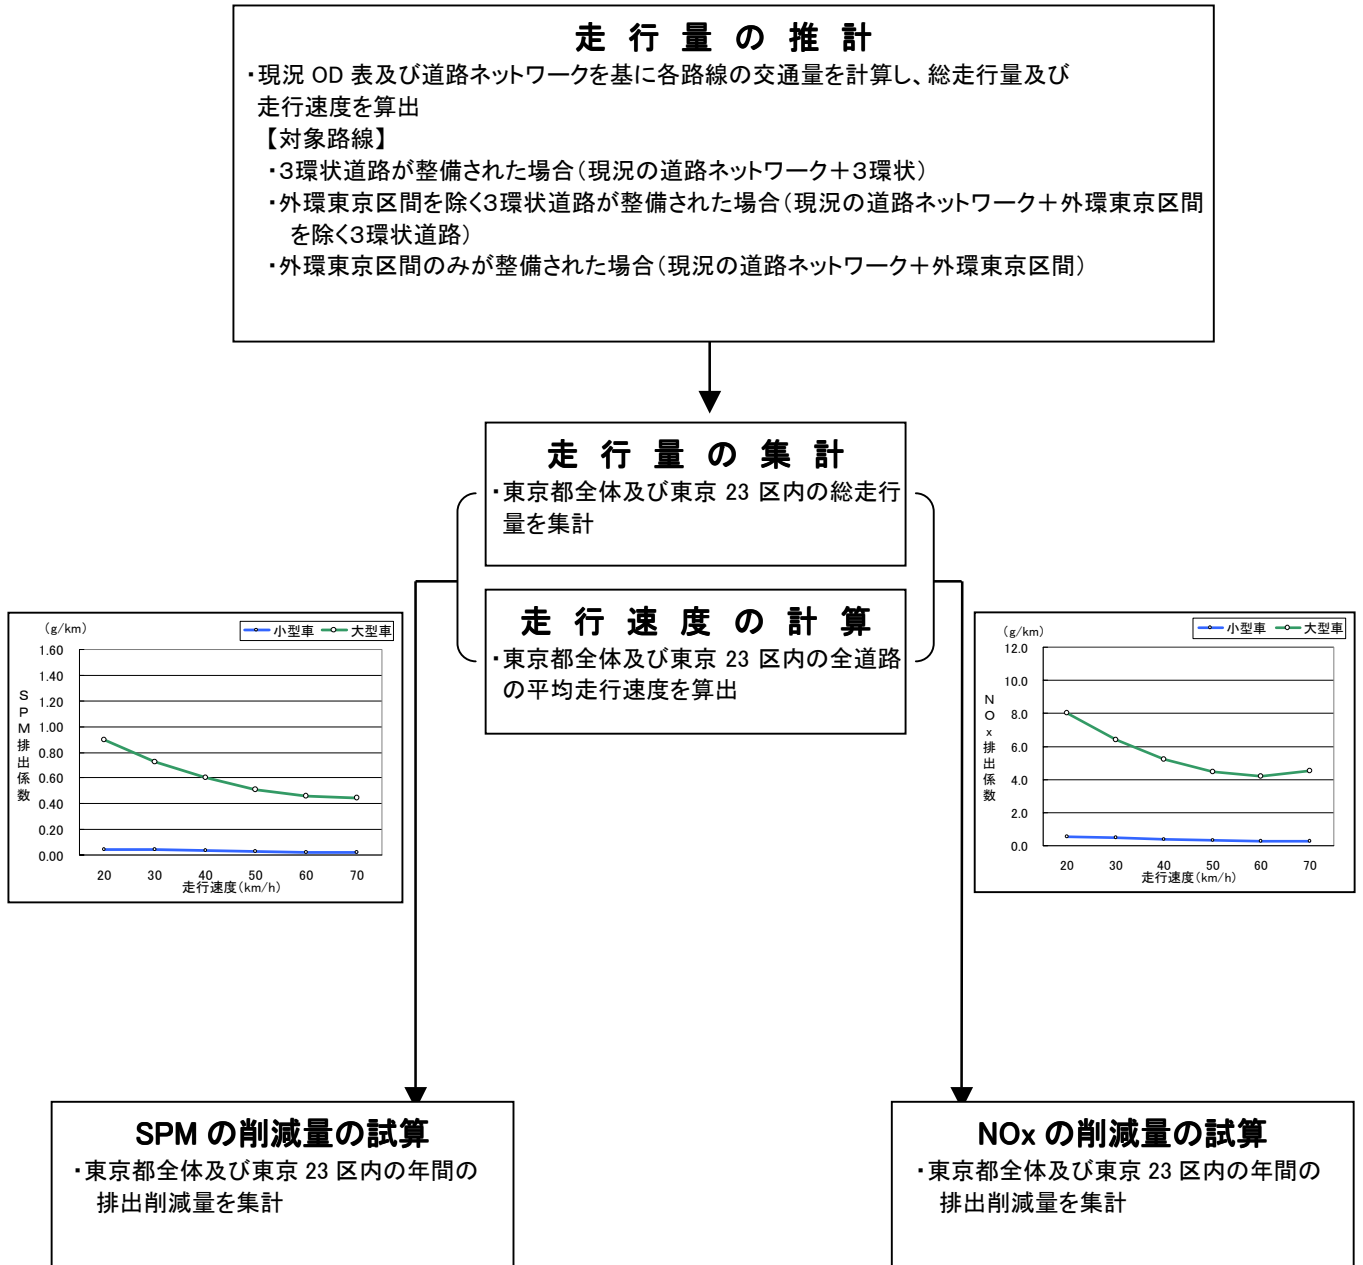 走 行 量 の 推 計
・現況 OD 表及び道路ネットワークを基に各路線の交通量を計算し、総走行量及び
走行速度を算出
【対象路線】
・3環状道路が整備された場合(現況の道路ネットワーク+3環状)
・外環東京区間を除く3環状道路が整備された場合(現況の道路ネットワーク+外環東京区間
を除く3環状道路)
・外環東京区間のみが整備された場合(現況の道路ネットワーク+外環東京区間)
走 行 量 の 集 計
・東京都全体及び東京 23 区内の総走行
量を集計
走 行 速 度 の 計 算
・東京都全体及び東京 23 区内の全道路
の平均走行速度を算出
(g/km)
小型車 大型車
1.60
1.40
1.20
1.00
0.80
0.60
0.40
0.20
0.00
SPM排出係数
20 30 40 50 60 70
走行速度(km/h)
(g/km)
小型車 大型車
12.0
10.0
8.0
6.0
4.0
2.0
0.0
NOx排出係数
20 30 40 50 60 70
走行速度(km/h)
SPM の削減量の試算
・東京都全体及び東京 23 区内の年間の
排出削減量を集計
NOx の削減量の試算
・東京都全体及び東京 23 区内の年間の
排出削減量を集計